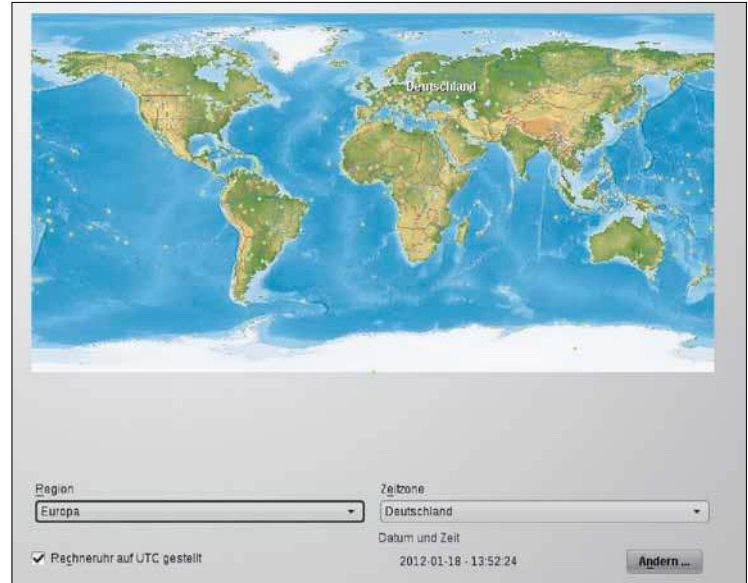 Deutschland
Region
Zeitzone
Europa
Deutschland
Datum und Zeit
Rechneruhr auf UTC gestellt
2012-01-18 - 13:52:24
Ändern ...